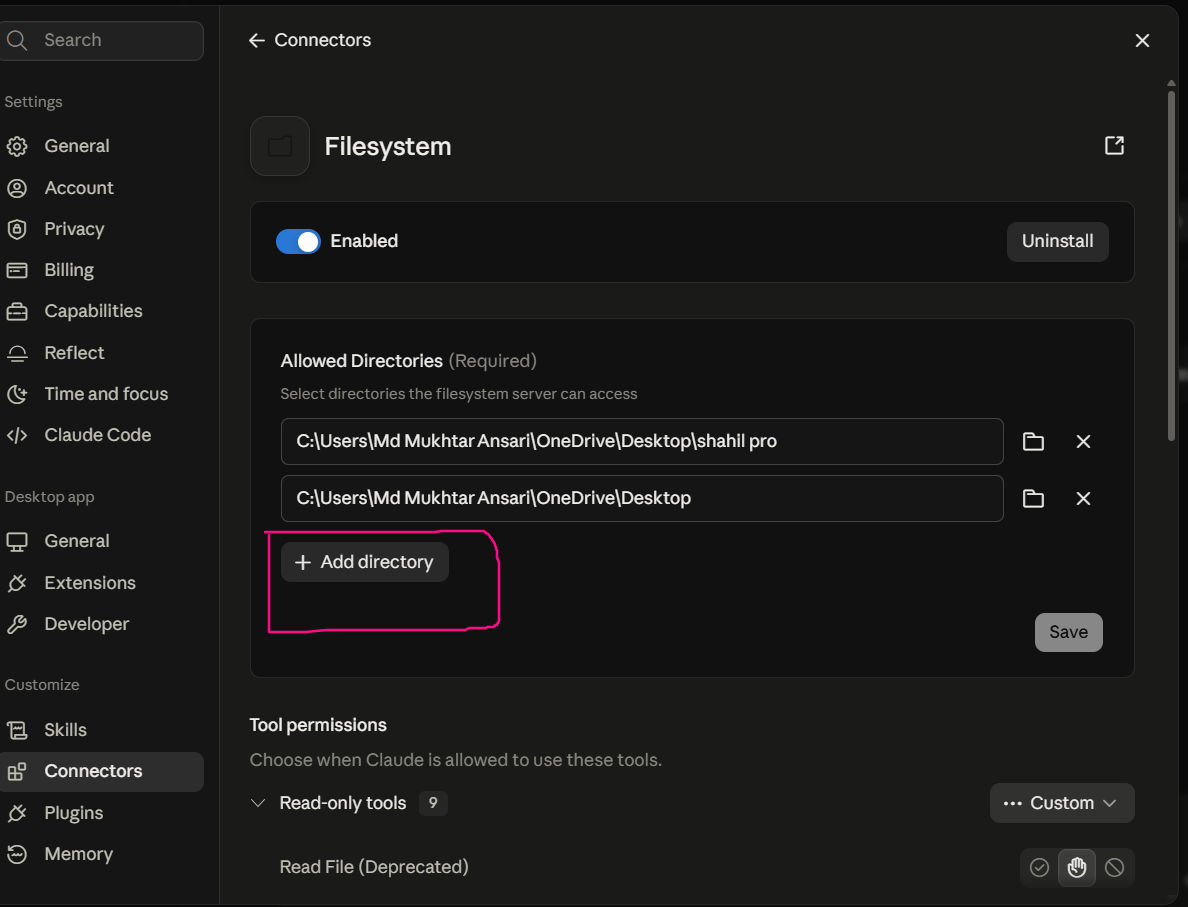 Search
Settings
General
Account
Privacy
Billing
Capabilities
Reflect
Time and focus
Claude Code
Desktop app
General
Extensions
Developer
Customize
Skills
Connectors
Plugins
Memory
Connectors
Filesystem
Enabled
Uninstall
Allowed Directories (Required)
Select directories the filesystem server can access
C:\Users\Md Mukhtar Ansari\OneDrive\Desktop\shahil pro
C:\Users\Md Mukhtar Ansari\OneDrive\Desktop
+ Add directory
Save
Tool permissions
Choose when Claude is allowed to use these tools.
Read-only tools 9
Custom
Read File (Deprecated)